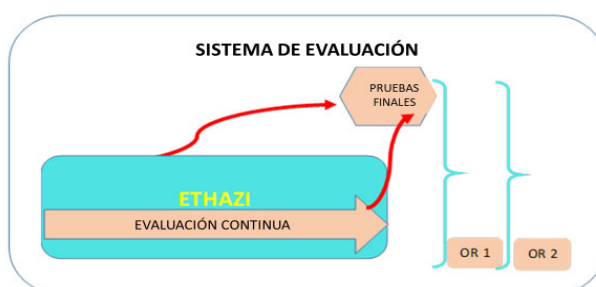 SISTEMA DE EVALUACIÓN
PRUEBAS
FINALES
ETHAZI
EVALUACIÓN CONTINUA
OR 1
OR 2